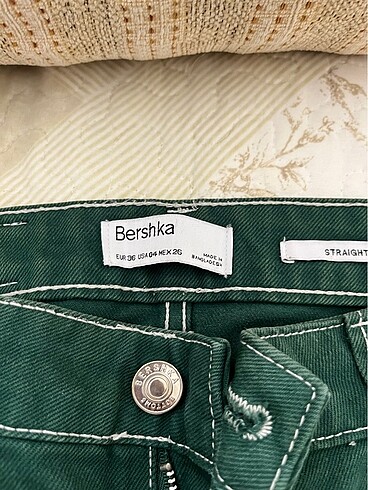 Bershka
EUR 36 USA 04 MEX 26
MADE IN
BANGLADESH
STRAIGHT
BERSHKA